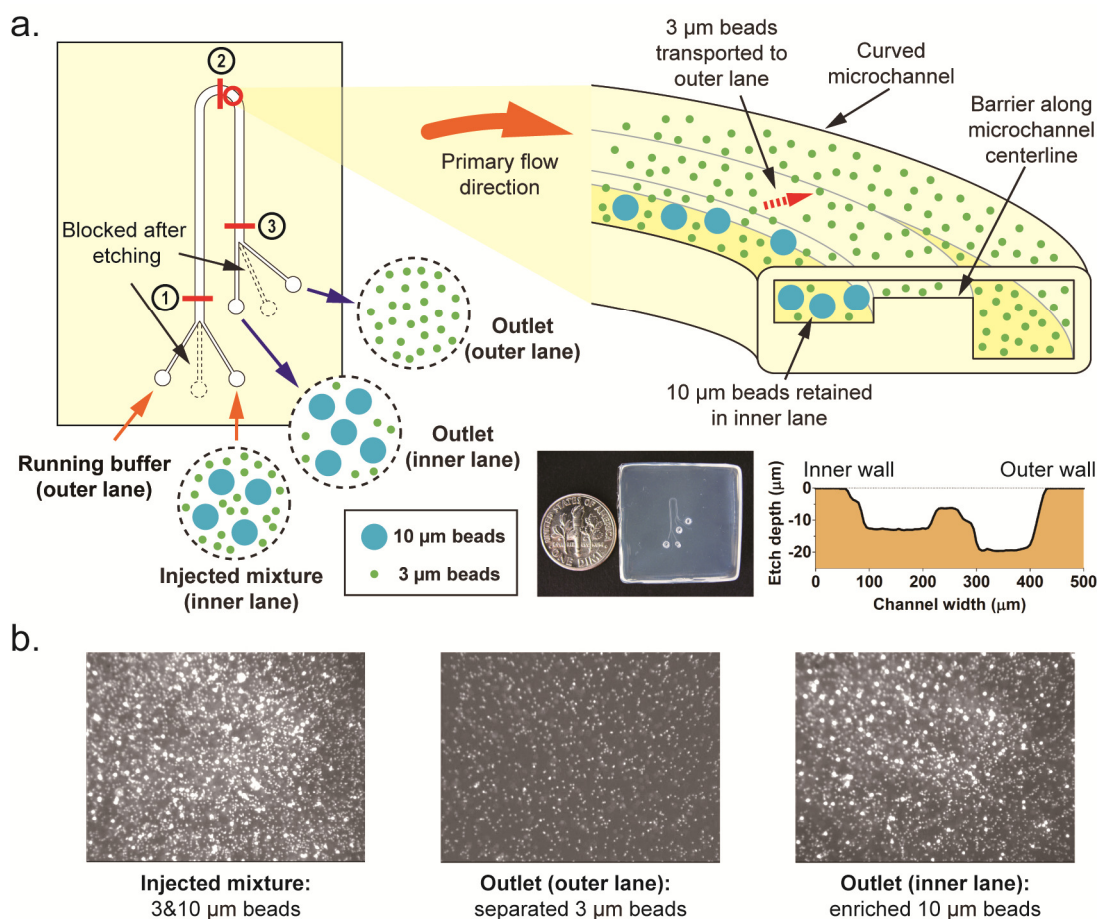 a.
②
3 μm beads
transported to
outer lane
Curved
microchannel
Barrier along
microchannel
centerline
Primary flow
direction
Blocked after
etching
③
①
Outlet
(outer lane)
10 μm beads retained
in inner lane
Outlet
(inner lane)
Running buffer
(outer lane)
Injected mixture
(inner lane)
10 μm beads
3 μm beads
Inner wall
Outer wall
Etch depth (μm)
0
-10
-20
0
100
200
300
400
500
Channel width (μm)
b.
Injected mixture:
3&10 μm beads
Outlet (outer lane):
separated 3 μm beads
Outlet (inner lane):
enriched 10 μm beads